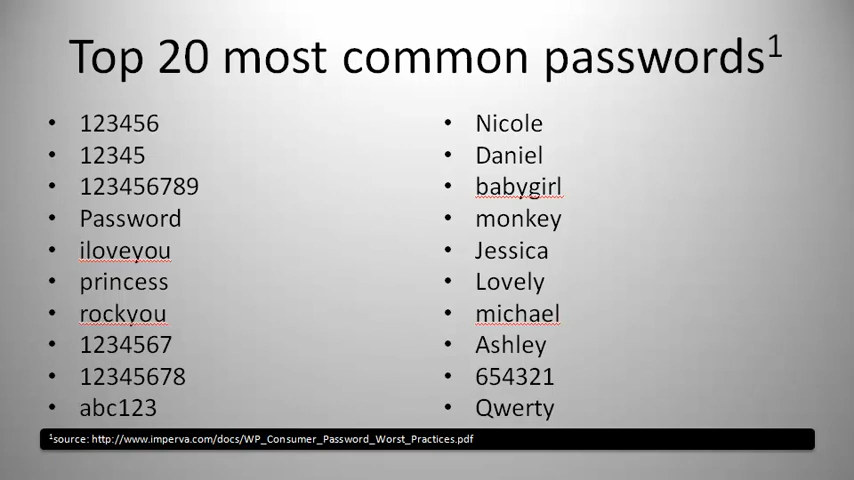 Top 20 most common passwords¹
• 123456
• 12345
• 123456789
• Password
• iloveyou
• princess
• rockyou
• 1234567
• 12345678
• abc123
• Nicole
• Daniel
• babygirl
• monkey
• Jessica
• Lovely
• michael
• Ashley
• 654321
• Qwerty
¹source: http://www.imperva.com/docs/WP_Consumer_Password_Worst_Practices.pdf